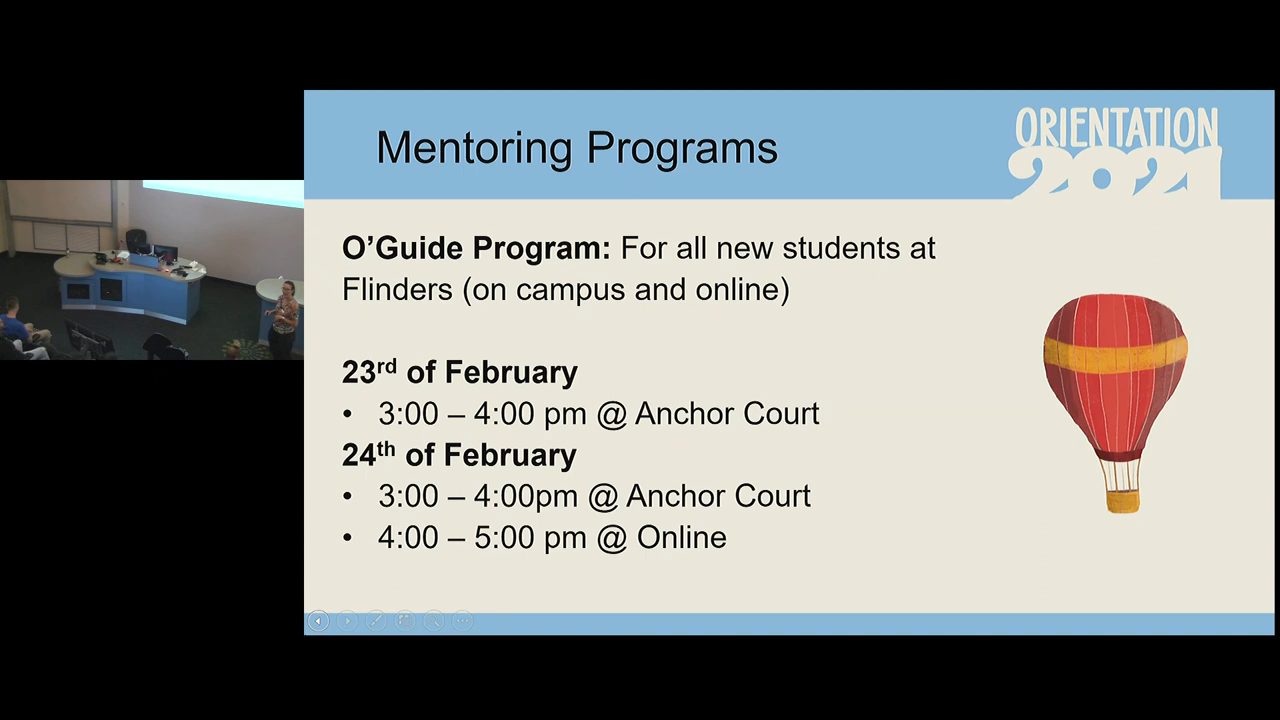 Mentoring Programs
ORIENTATION
2021
O’Guide Program: For all new students at
Flinders (on campus and online)
23rd of February
• 3:00 – 4:00 pm @ Anchor Court
24th of February
• 3:00 – 4:00pm @ Anchor Court
• 4:00 – 5:00 pm @ Online